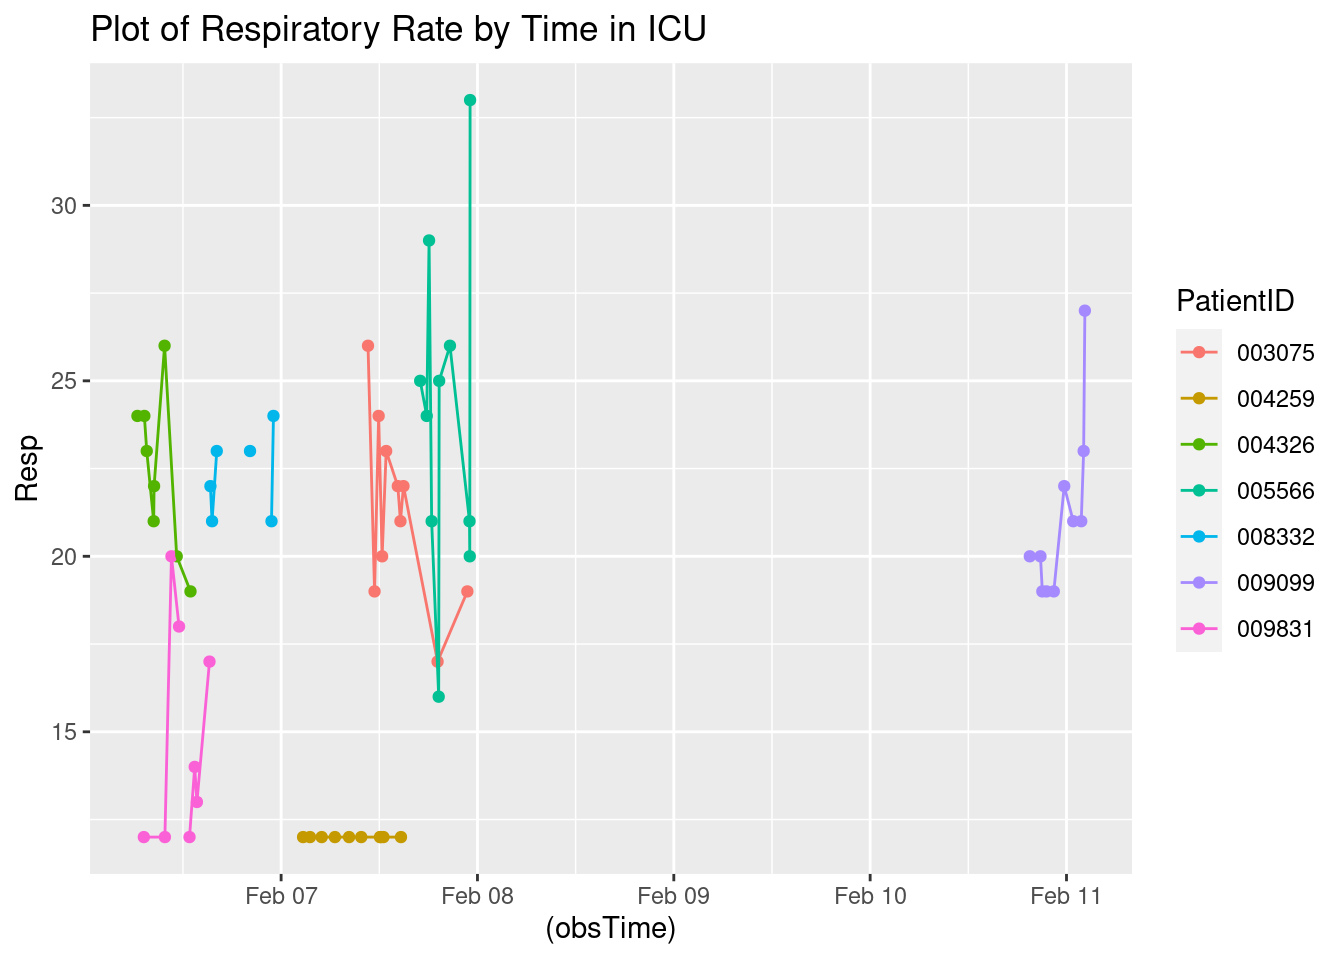 Plot of Respiratory Rate by Time in ICU
Resp
30
25
20
15
Feb 07
Feb 08
Feb 09
Feb 10
Feb 11
(obsTime)
PatientID
003075
004259
004326
005566
008332
009099
009831